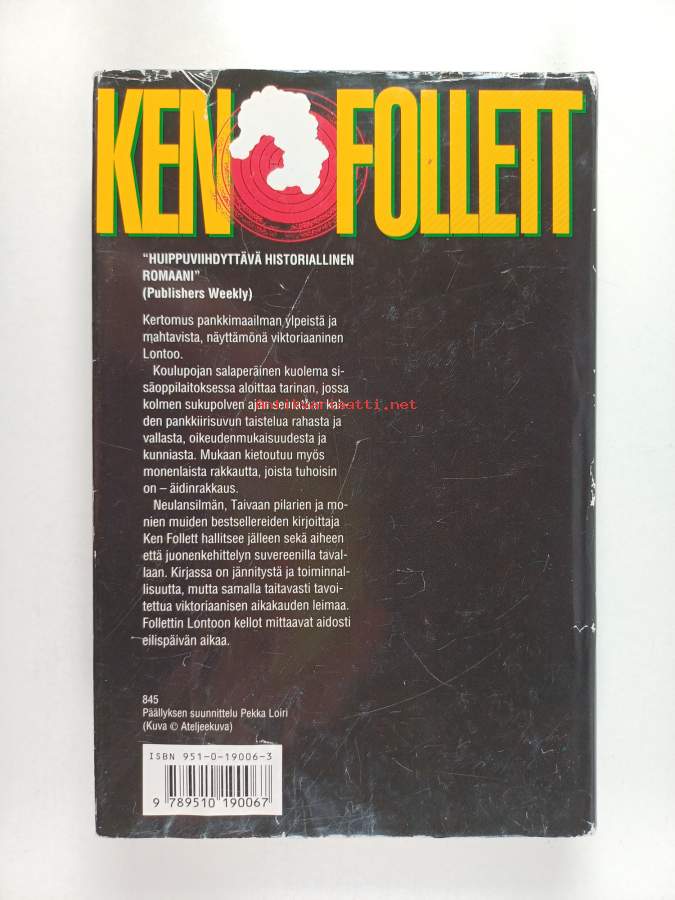 KEN FOLLETT
“HUIPPUVIIHDYTTÄVÄ HISTORIALLINEN
ROMAANI”
(Publishers Weekly)
Kertomus pankkimaailman ylpeistä ja
mahtavista, näyttämönä viktoriaaninen
Lontoo.
Koulupojan salaperäinen kuolema si-
säoppilaitoksessa aloittaa tarinan, jossa
kolmen sukupolven ajan
den pankkiirisuvun taistelua rahasta ja
vallasta, oikeudenmukaisuudesta ja
kunniasta. Mukaan kietoutuu myös
monenlaista rakkautta, joista tuhoisin
on – äidinrakkaus.
Neulansilmän, Taivaan pilarien ja mo-
nien muiden bestsellereiden kirjoittaja
Ken Follett hallitsee jälleen sekä aiheen
että juonenkehittelyn suvereenilla taval-
laan. Kirjassa on jännitystä ja toiminnal-
lisuutta, mutta samalla taitavasti tavoi-
tettua viktoriaanisen aikakauden leimaa.
Follettin Lontoon kellot mittaavat aidosti
eilispäivän aikaa.
845
Päällyksen suunnittelu Pekka Loiri
(Kuva © Ateljeekuva)
ISBN 951-0-19006-3
9 789510 190067